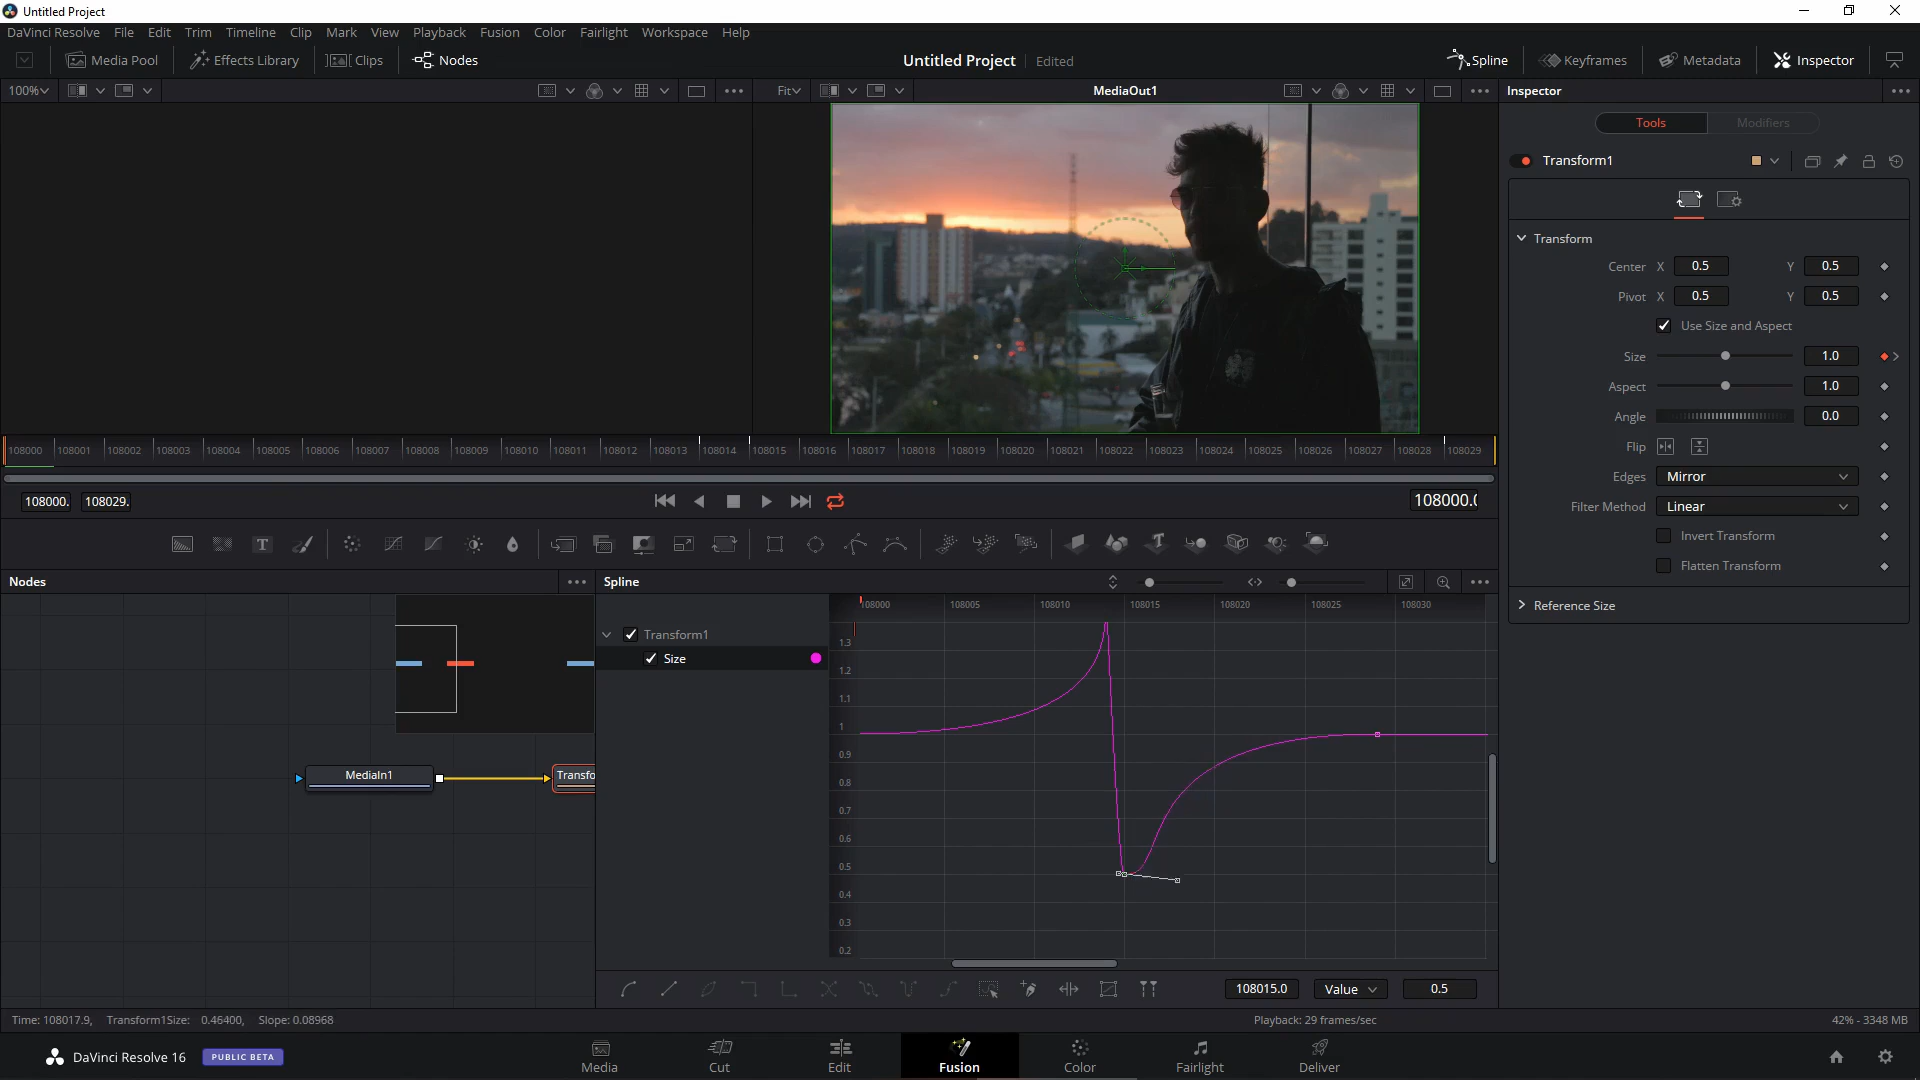 Untitled Project
DaVinci Resolve File Edit Trim Timeline Clip Mark View Playback Fusion Color Fairlight Workspace Help
Media Pool Effects Library Clips Nodes Untitled Project Edited Spline Keyframes Metadata Inspector
100% Fit MediaOut1 Inspector
Tools Modifiers
Transform1
Transform
Center X 0.5 Y 0.5
Pivot X 0.5 Y 0.5
Use Size and Aspect
Size 1.0
Aspect 1.0
Angle 0.0
Flip
Edges Mirror
Filter Method Linear
Invert Transform
Flatten Transform
Reference Size
108000 108001 108002 108003 108004 108005 108006 108007 108008 108009 108010 108011 108012 108013 108014 108015 108016 108017 108018 108019 108020 108021 108022 108023 108024 108025 108026 108027 108028 108029
108000. 108029. 108000.0
T
Nodes Spline
108000 108005 108010 108015 108020 108025 108030
Transform1
Size
1.3
1.2
1.1
1
0.9
0.8
0.7
0.6
0.5
0.4
0.3
0.2
MediaIn1 Transfo
108015.0 Value 0.5
Time: 108017.9, Transform1Size: 0.46400, Slope: 0.08968 Playback: 29 frames/sec 42% - 3348 MB
DaVinci Resolve 16 PUBLIC BETA Media Cut Edit Fusion Color Fairlight Deliver